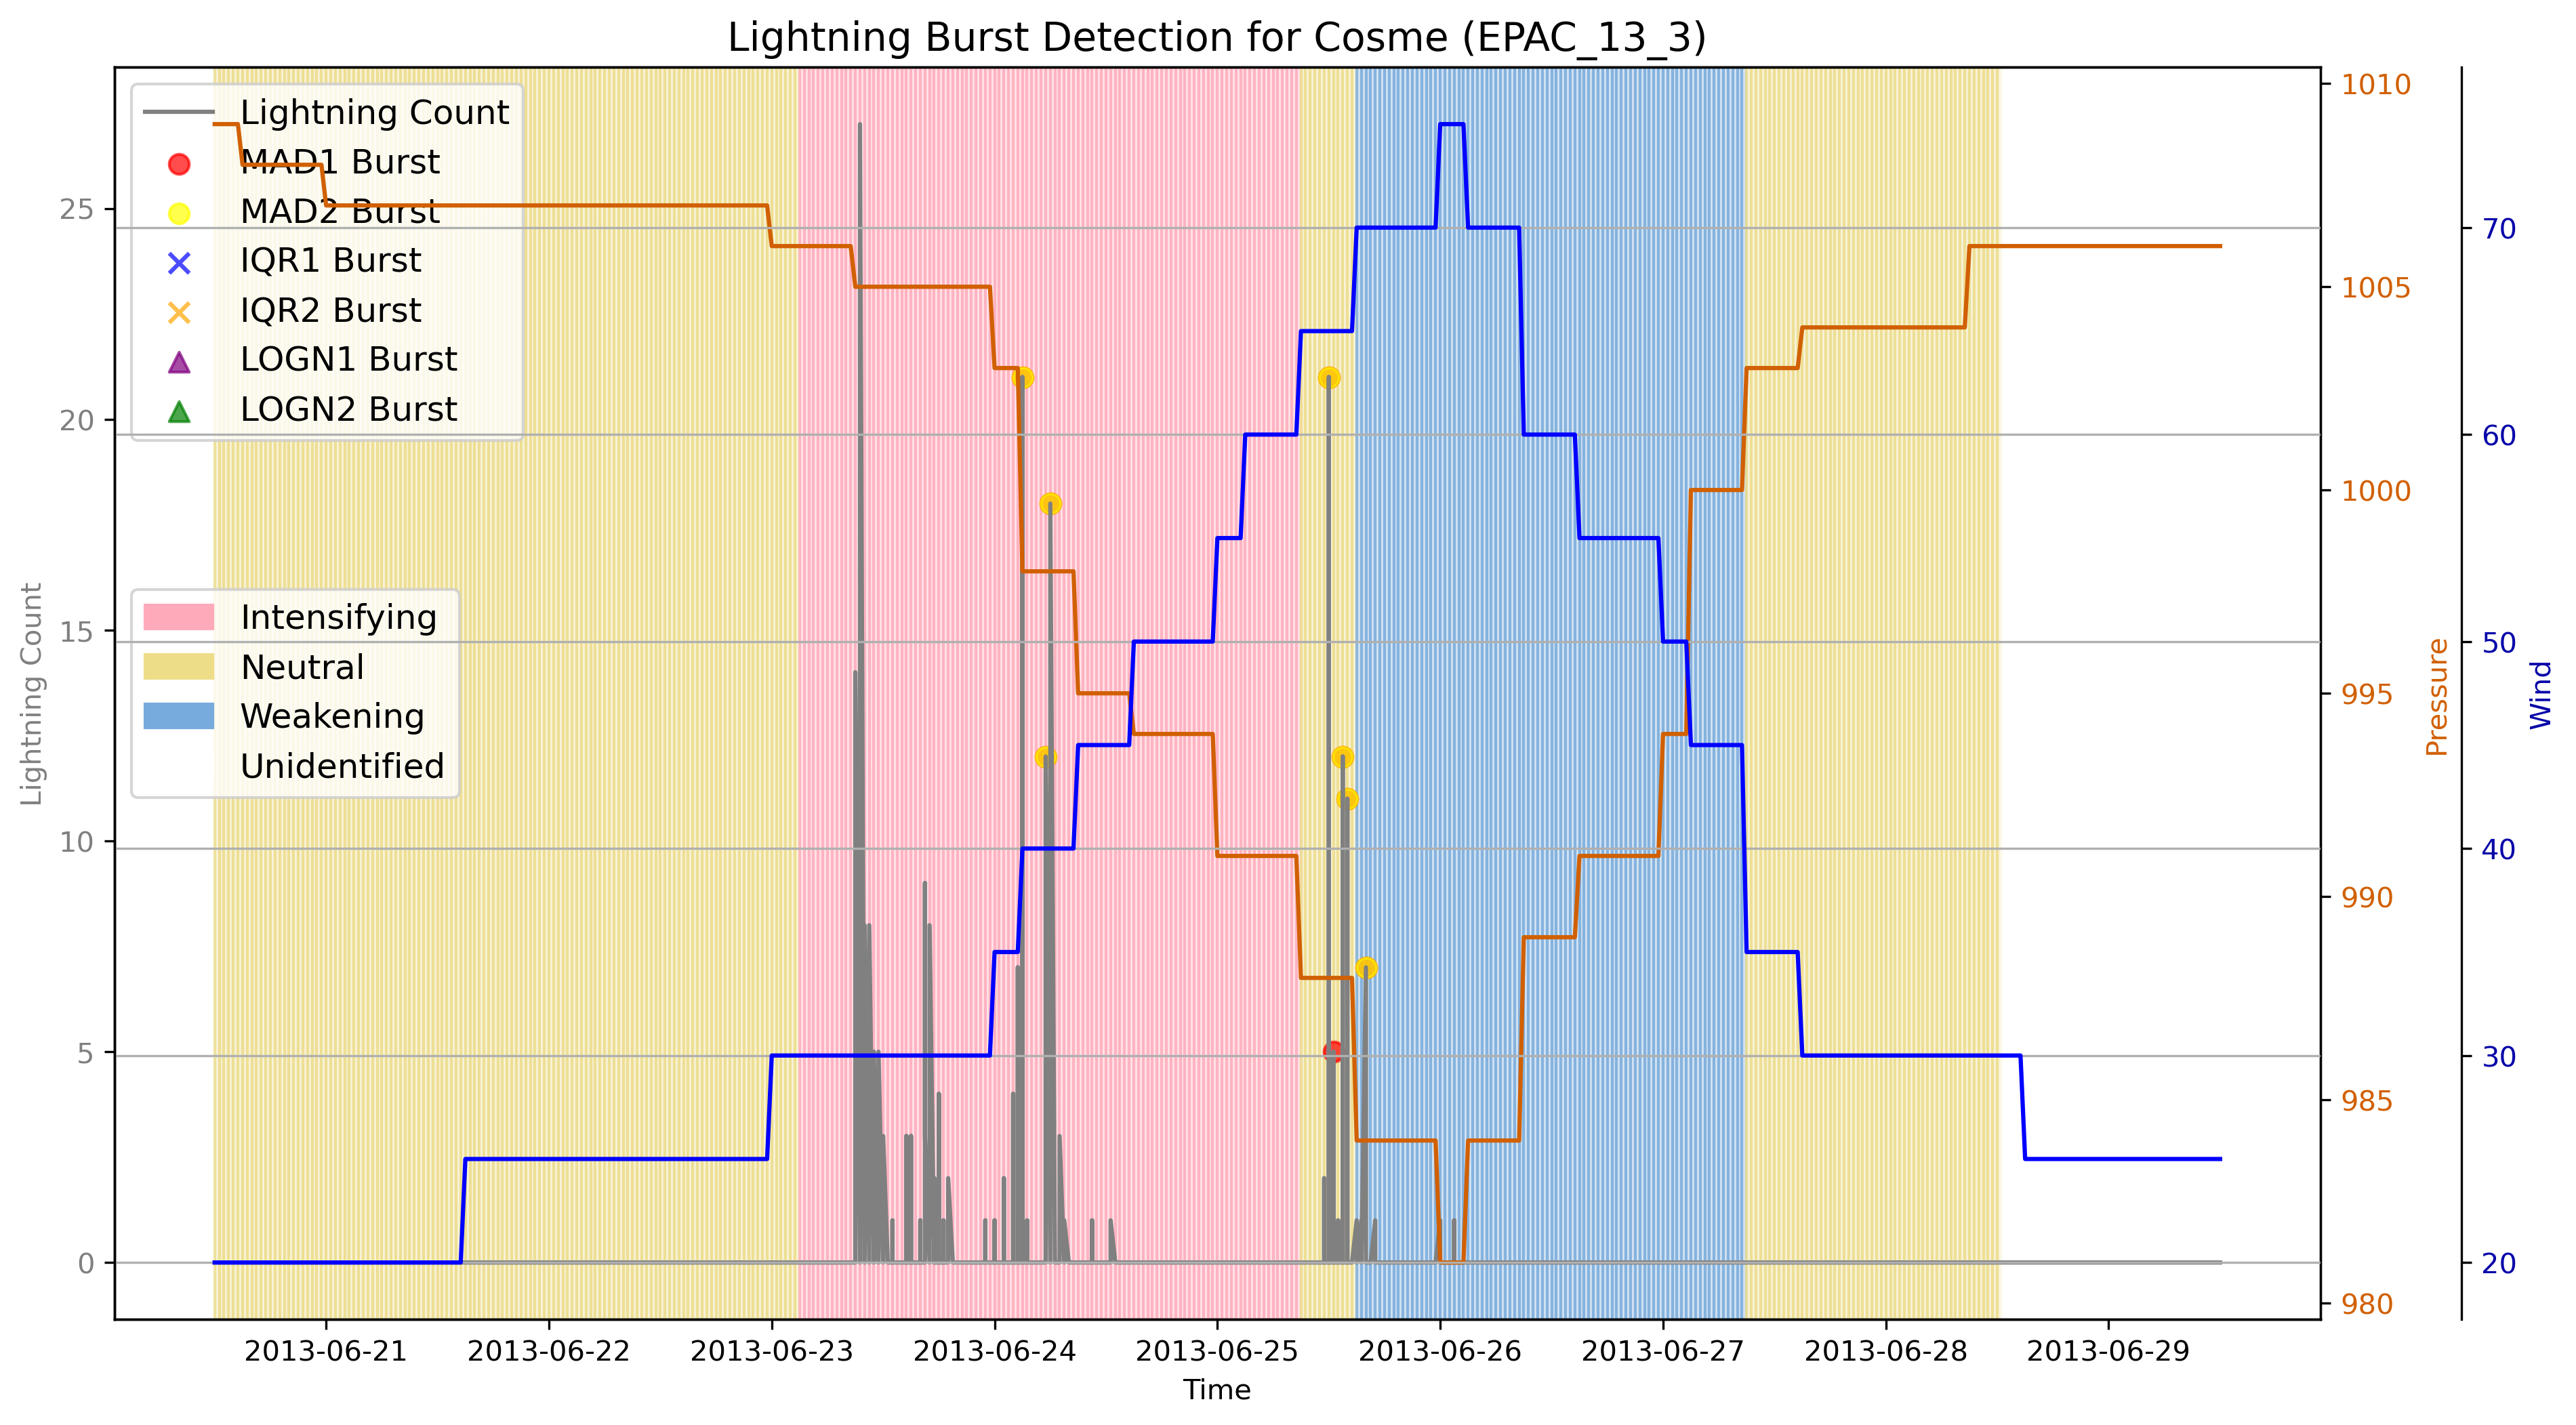 Lightning Burst Detection for Cosme (EPAC_13_3)
Lightning Count
MAD1 Burst
MAD2 Burst
IQR1 Burst
IQR2 Burst
LOGN1 Burst
LOGN2 Burst
Intensifying
Neutral
Weakening
Unidentified
Lightning Count
25
20
15
10
5
0
1010
1005
1000
995
990
985
980
Pressure
70
60
50
40
30
20
Wind
2013-06-21 2013-06-22 2013-06-23 2013-06-24 2013-06-25 2013-06-26 2013-06-27 2013-06-28 2013-06-29
Time